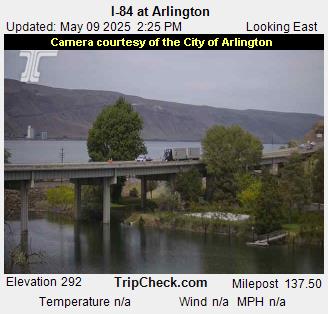 I-84 at Arlington
Updated: May 09 2025 2:25 PM Looking East
Camera courtesy of the City of Arlington
Elevation 292 TripCheck.com Milepost 137.50
Temperature n/a Wind n/a MPH n/a